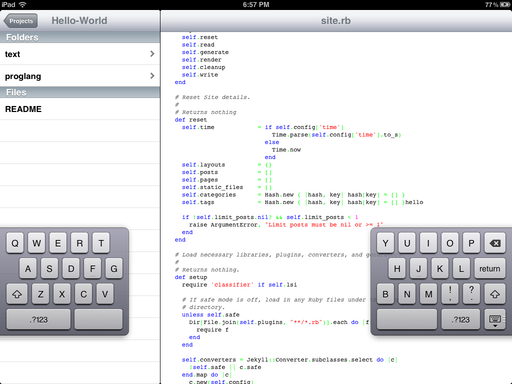 iPad 6:57 PM 77%
Projects Hello-World
Folders
text
proglang
Files
README
site.rb
self.reset
self.read
self.generate
self.render
self.cleanup
self.write
end
# Reset Site details.
#
# Returns nothing
def reset
self.time = if self.config['time']
Time.parse(self.config['time'].to_s)
else
Time.now
end
self.layouts = {}
self.posts = []
self.pages = []
self.static_files = []
self.categories = Hash.new { |hash, key| hash[key] = [] }
self.tags = Hash.new { |hash, key| hash[key] = [] }hello
if !self.limit_posts.nil? && self.limit_posts < 1
raise ArgumentError, "Limit posts must be nil or >= 1"
end
end
# Load necessary libraries, plugins, converters, and
#
# Returns nothing.
def setup
require 'classifier' if self.lsi
# If safe mode is off, load in any Ruby files under
# directory.
unless self.safe
Dir[File.join(self.plugins, "**/*.rb")].each do |f
require f
end
end
self.converters = Jekyll::Converter.subclasses.select do |c|
!self.safe || c.safe
end.map do |c|
c.new(self.config)
Q W E R T
A S D F G
Z X C V
.?123
Y U I O P
H J K L return
B N M ! , ? .
.?123